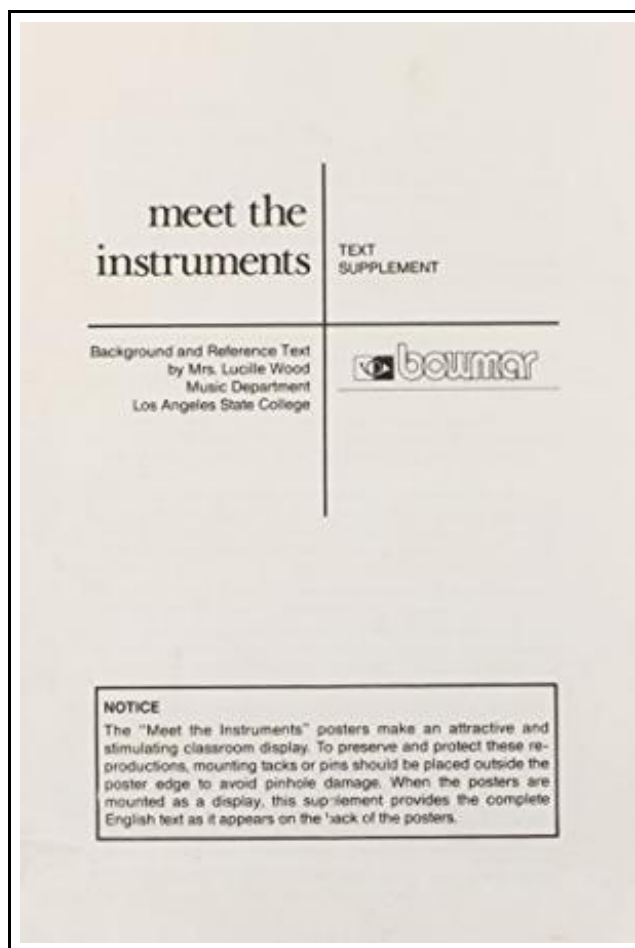 meet the
instruments
TEXT
SUPPLEMENT
Background and Reference Text
by Mrs. Lucille Wood
Music Department
Los Angeles State College
bowmar
NOTICE
The "Meet the Instruments" posters make an attractive and
stimulating classroom display. To preserve and protect these re-
productions, mounting tacks or pins should be placed outside the
poster edge to avoid pinhole damage. When the posters are
mounted as a display, this supplement provides the complete
English text as it appears on the back of the posters.